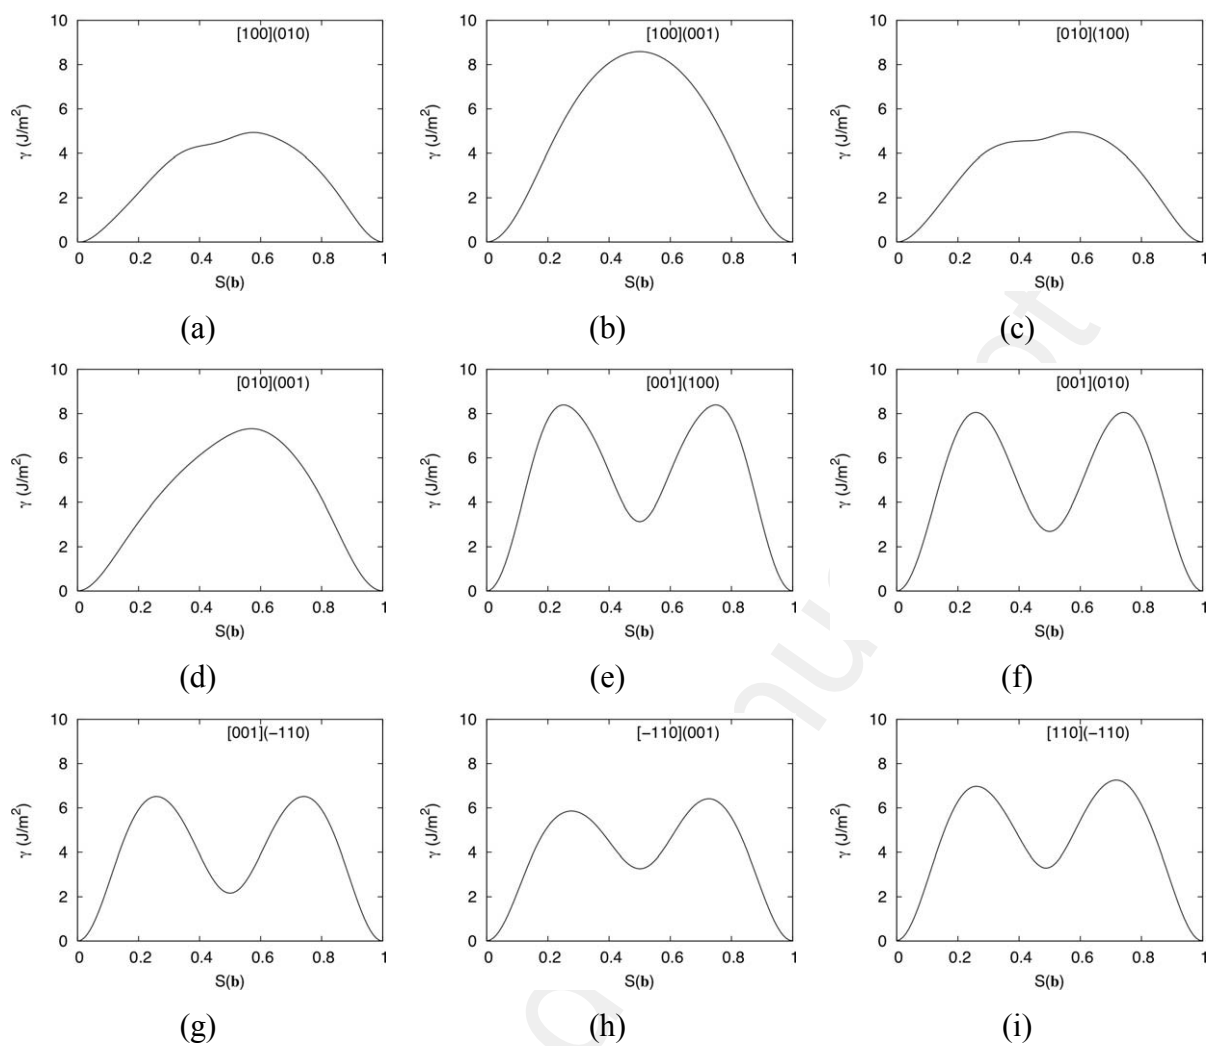 [100](010)
γ (J/m²)
10
8
6
4
2
0
0 0.2 0.4 0.6 0.8 1
S(b)
(a)
[100](001)
γ (J/m²)
10
8
6
4
2
0
0 0.2 0.4 0.6 0.8 1
S(b)
(b)
[010](100)
γ (J/m²)
10
8
6
4
2
0
0 0.2 0.4 0.6 0.8 1
S(b)
(c)
[010](001)
γ (J/m²)
10
8
6
4
2
0
0 0.2 0.4 0.6 0.8 1
S(b)
(d)
[001](100)
γ (J/m²)
10
8
6
4
2
0
0 0.2 0.4 0.6 0.8 1
S(b)
(e)
[001](010)
γ (J/m²)
10
8
6
4
2
0
0 0.2 0.4 0.6 0.8 1
S(b)
(f)
[001](−110)
γ (J/m²)
10
8
6
4
2
0
0 0.2 0.4 0.6 0.8 1
S(b)
(g)
[−110](001)
γ (J/m²)
10
8
6
4
2
0
0 0.2 0.4 0.6 0.8 1
S(b)
(h)
[110](−110)
γ (J/m²)
10
8
6
4
2
0
0 0.2 0.4 0.6 0.8 1
S(b)
(i)